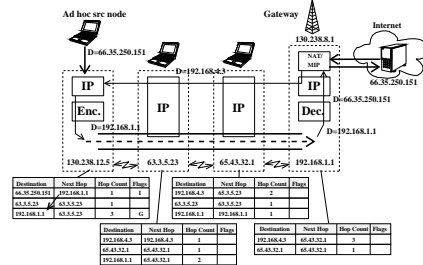 Ad hoc src node
Gateway
130.238.8.1
Internet
D=66.35.250.151
NAT/
MIP
D=192.168.4.3
66.35.250.151
IP
IP
IP
IP
D=66.35.250.151
Enc.
Dec.
D=192.168.1.1
D=192.168.1.1
130.238.12.5
63.3.5.23
65.43.32.1
192.168.1.1
Destination Next Hop Hop Count Flags
66.35.250.151 192.168.1.1 1 I
63.3.5.23 63.3.5.23 1
192.168.1.1 63.3.5.23 3 G
Destination Next Hop Hop Count Flags
192.168.4.3 63.3.5.23 2
63.3.5.23 63.3.5.23 1
192.168.1.1 192.168.1.1 1
Destination Next Hop Hop Count Flags
192.168.4.3 192.168.4.3 1
65.43.32.1 65.43.32.1 1
192.168.1.1 65.43.32.1 2
Destination Next Hop Hop Count Flags
192.168.4.3 65.43.32.1 3
65.43.32.1 65.43.32.1 1